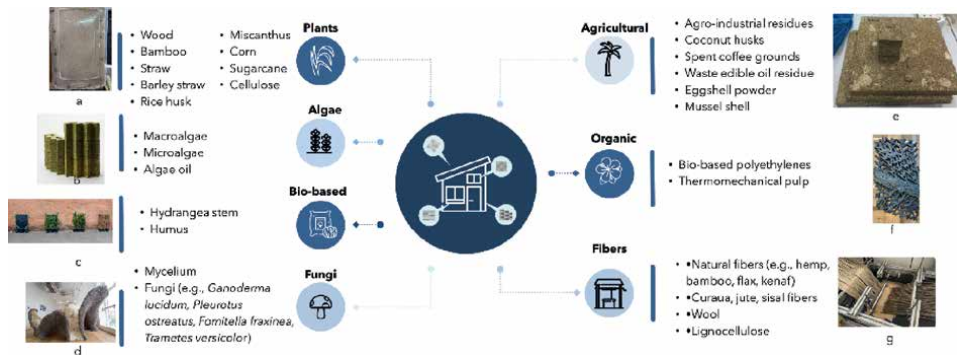 Plants
Wood
Bamboo
Straw
Barley straw
Rice husk
Miscanthus
Corn
Sugarcane
Cellulose
a
Algae
Macroalgae
Microalgae
Algae oil
b
Bio-based
Hydrangea stem
Humus
c
Fungi
Mycelium
Fungi (e.g., Ganoderma
lucidum, Pleurotus
ostreatus, Fomitella fraxinea,
Trametes versicolor)
d
Agricultural
Agro-industrial residues
Coconut husks
Spent coffee grounds
Waste edible oil residue
Eggshell powder
Mussel shell
e
Organic
Bio-based polyethylenes
Thermomechanical pulp
f
Fibers
•Natural fibers (e.g., hemp,
bamboo, flax, kenaf)
•Curaua, jute, sisal fibers
•Wool
•Lignocellulose
g